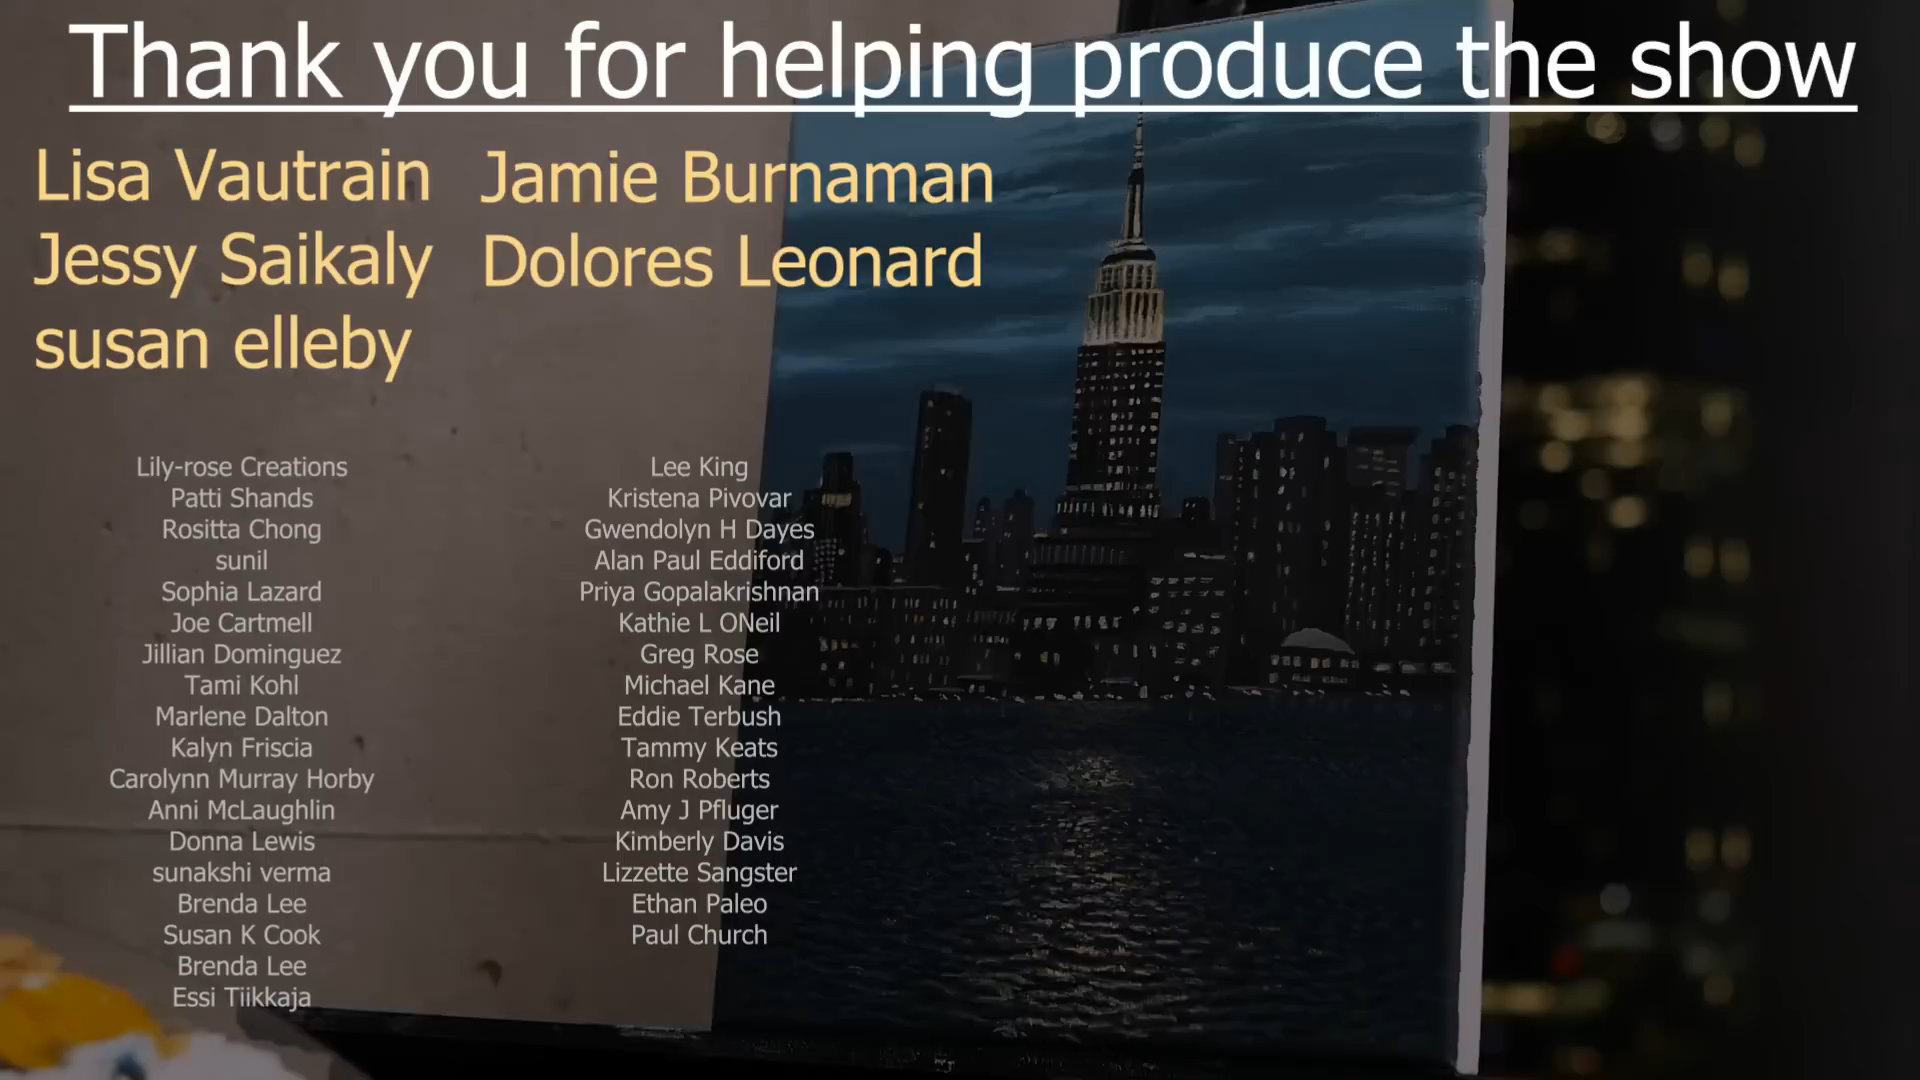 Thank you for helping produce the show
Lisa Vautrain
Jessy Saikaly
susan elleby
Jamie Burnaman
Dolores Leonard
Lily-rose Creations
Patti Shands
Rositta Chong
sunil
Sophia Lazard
Joe Cartmell
Jillian Dominguez
Tami Kohl
Marlene Dalton
Kalyn Friscia
Carolynn Murray Horby
Anni McLaughlin
Donna Lewis
sunakshi verma
Brenda Lee
Susan K Cook
Brenda Lee
Essi Tiikkaja
Lee King
Kristena Pivovar
Gwendolyn H Dayes
Alan Paul Eddiford
Priya Gopalakrishnan
Kathie L ONeil
Greg Rose
Michael Kane
Eddie Terbush
Tammy Keats
Ron Roberts
Amy J Pfluger
Kimberly Davis
Lizzette Sangster
Ethan Paleo
Paul Church